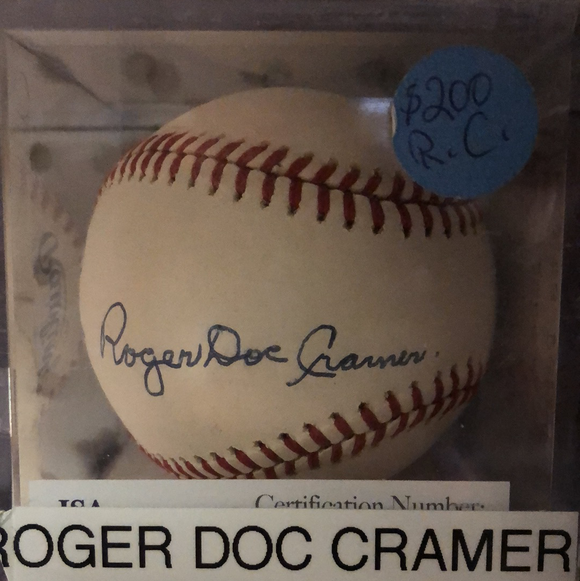 $200
R.C.
Roger Doc Cramer.
JSA
Certification Number:
ROGER DOC CRAMER